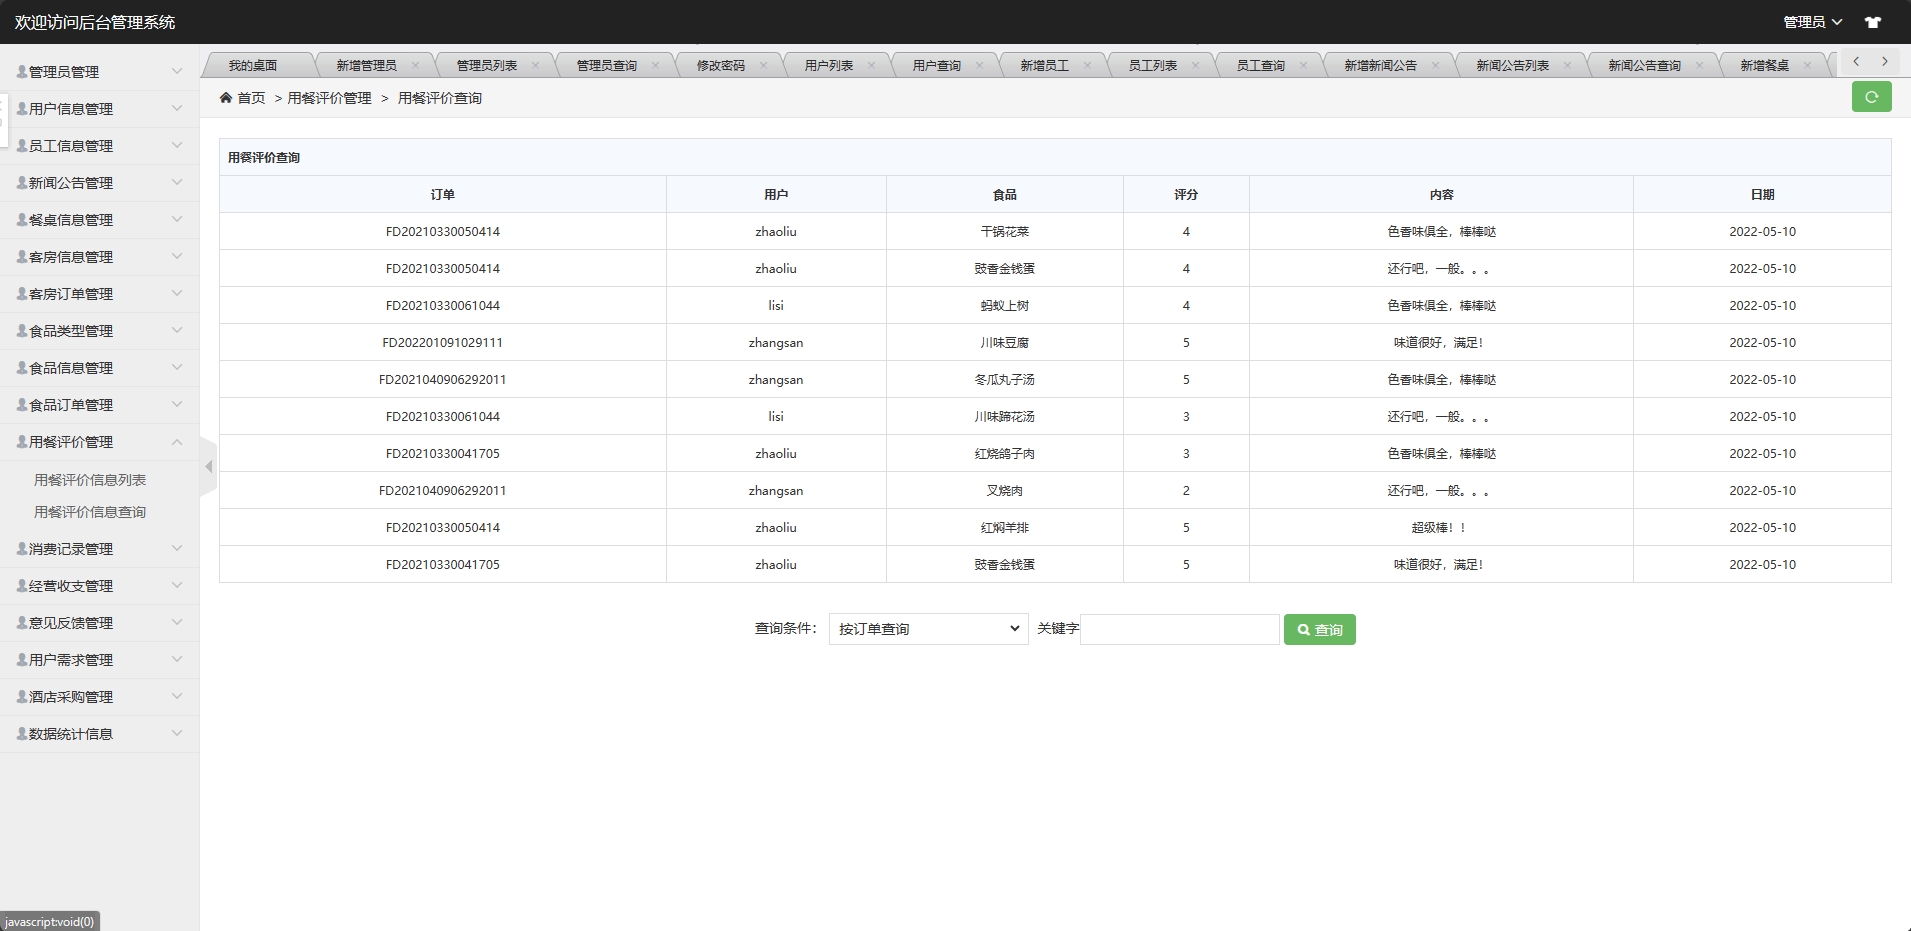 欢迎访问后台管理系统
管理员
我的桌面 新增管理员 管理员列表 管理员查询 修改密码 用户列表 用户查询 新增员工 员工列表 员工查询 新增新闻公告 新闻公告列表 新闻公告查询 新增餐桌
首页 > 用餐评价管理 > 用餐评价查询
管理员管理
用户信息管理
员工信息管理
新闻公告管理
餐桌信息管理
客房信息管理
客房订单管理
食品类型管理
食品信息管理
食品订单管理
用餐评价管理
用餐评价信息列表
用餐评价信息查询
消费记录管理
经营收支管理
意见反馈管理
用户需求管理
酒店采购管理
数据统计信息
用餐评价查询
订单 用户 食品 评分 内容 日期
FD20210330050414 zhaoliu 干锅花菜 4 色香味俱全，棒棒哒 2022-05-10
FD20210330050414 zhaoliu 豉香金钱蛋 4 还行吧，一般。。。 2022-05-10
FD20210330061044 lisi 蚂蚁上树 4 色香味俱全，棒棒哒 2022-05-10
FD202201091029111 zhangsan 川味豆腐 5 味道很好，满足！ 2022-05-10
FD2021040906292011 zhangsan 冬瓜丸子汤 5 色香味俱全，棒棒哒 2022-05-10
FD20210330061044 lisi 川味蹄花汤 3 还行吧，一般。。。 2022-05-10
FD20210330041705 zhaoliu 红烧鸽子肉 3 色香味俱全，棒棒哒 2022-05-10
FD2021040906292011 zhangsan 叉烧肉 2 还行吧，一般。。。 2022-05-10
FD20210330050414 zhaoliu 红焖羊排 5 超级棒！！ 2022-05-10
FD20210330041705 zhaoliu 豉香金钱蛋 5 味道很好，满足！ 2022-05-10
查询条件： 按订单查询 关键字 查询
javascript:void(0)